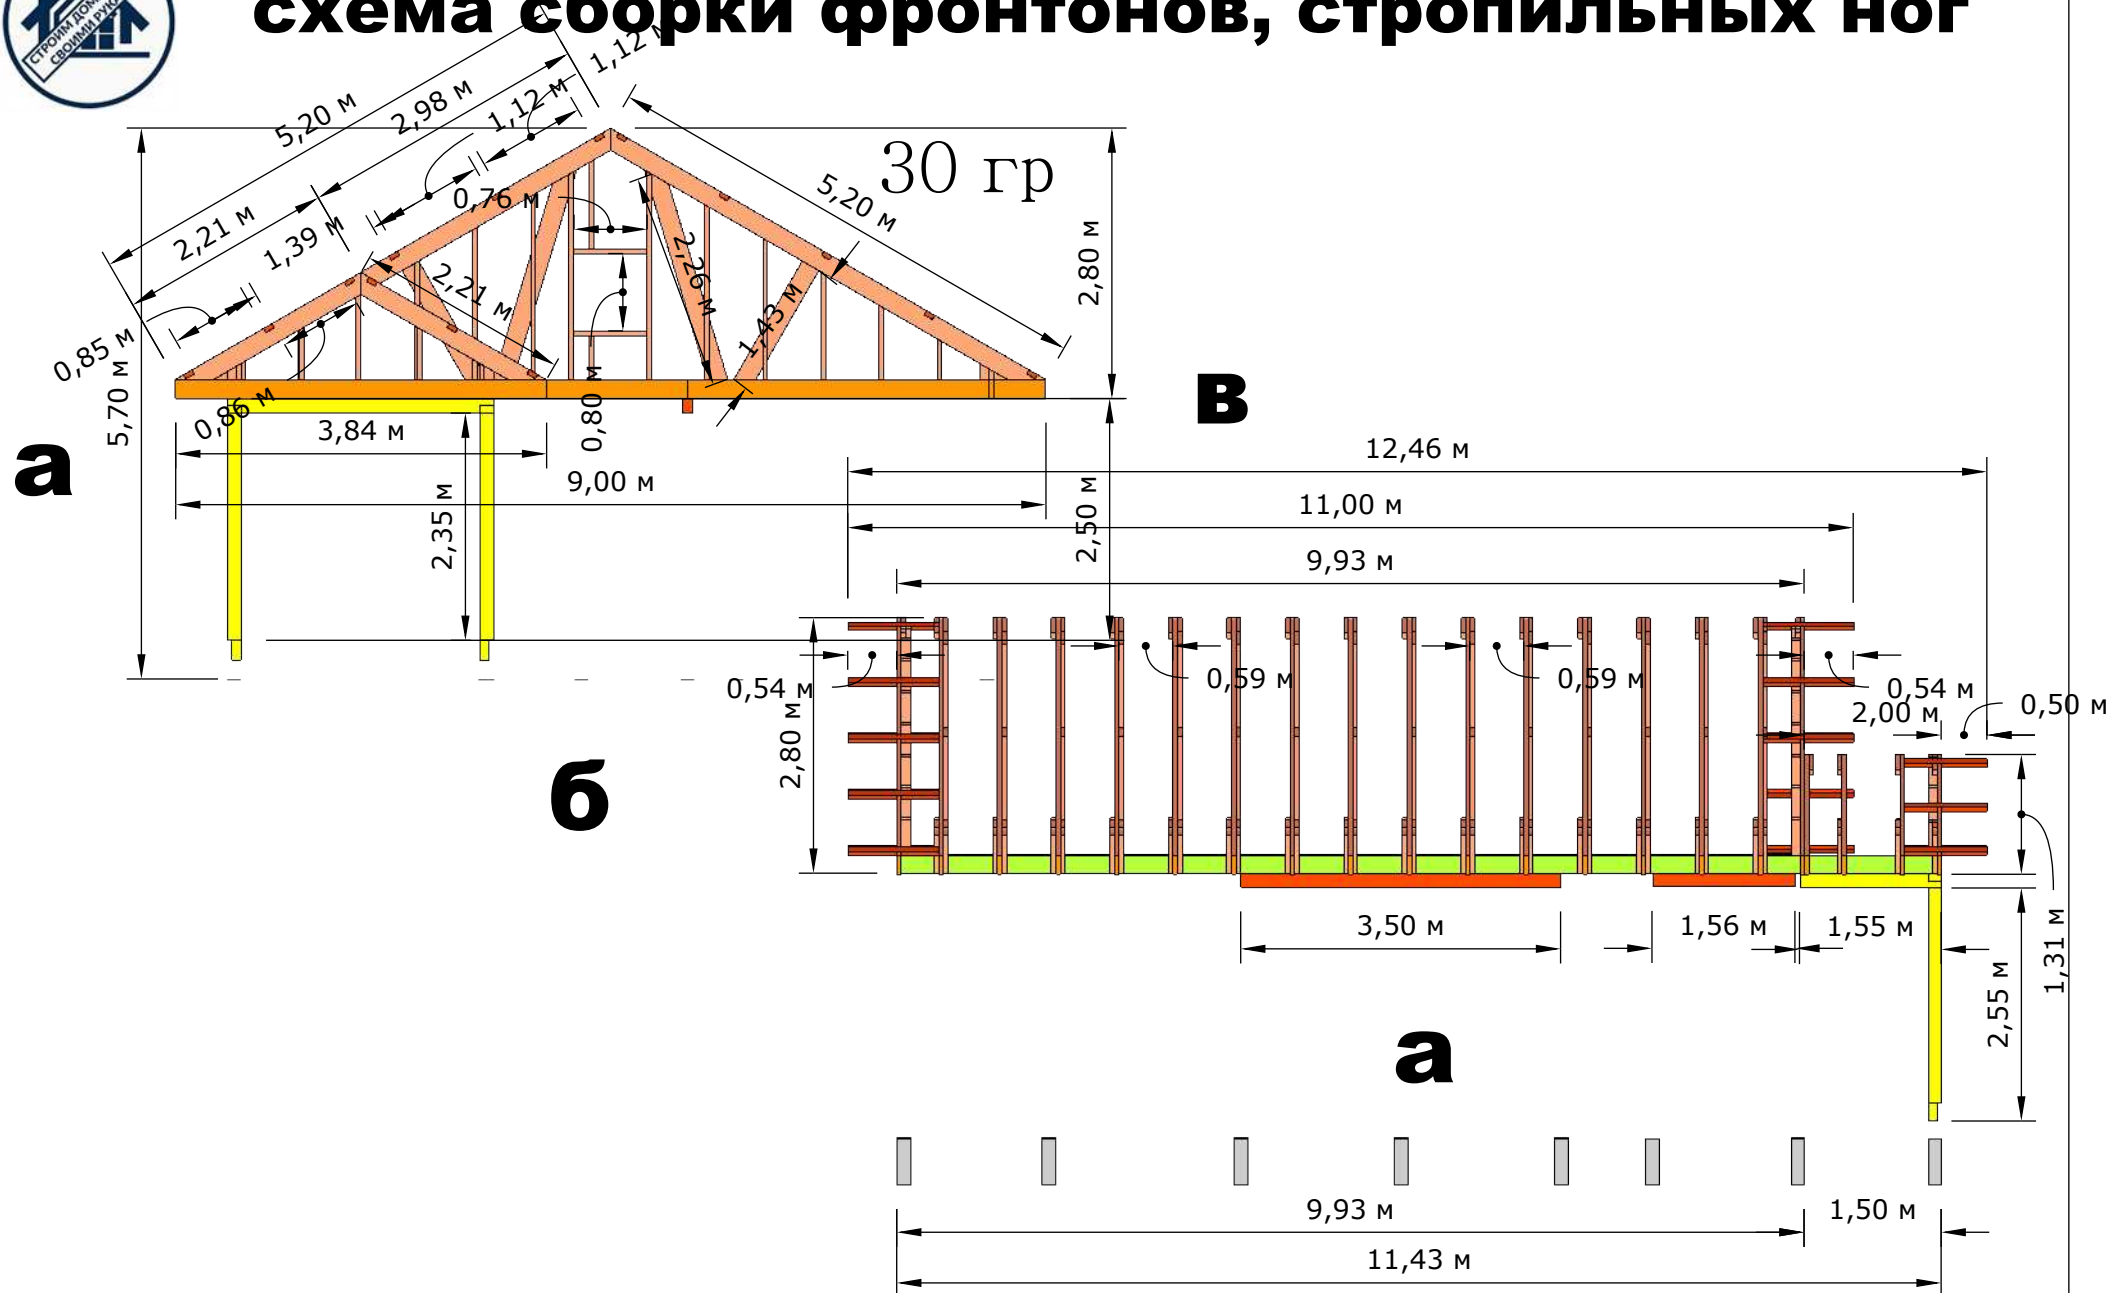 схема сборки фронтонов, стропильных ног
СТРОИМ ДОМ
СВОИМИ РУКАМИ
1,12 м
5,20 м
2,98 м
1,12 м
30 гр
2,21 м
1,39 м
0,76 м
5,20 м
2,80 м
2,26 м
2,21 м
1,43 м
0,85 м
5,70 м
0,86 м
3,84 м
0,80 м
9,00 м
2,35 м
2,50 м
а
в
12,46 м
11,00 м
9,93 м
0,54 м
0,59 м
0,59 м
0,54 м
2,00 м
0,50 м
2,80 м
б
3,50 м
1,56 м
1,55 м
1,31 м
2,55 м
а
9,93 м
1,50 м
11,43 м